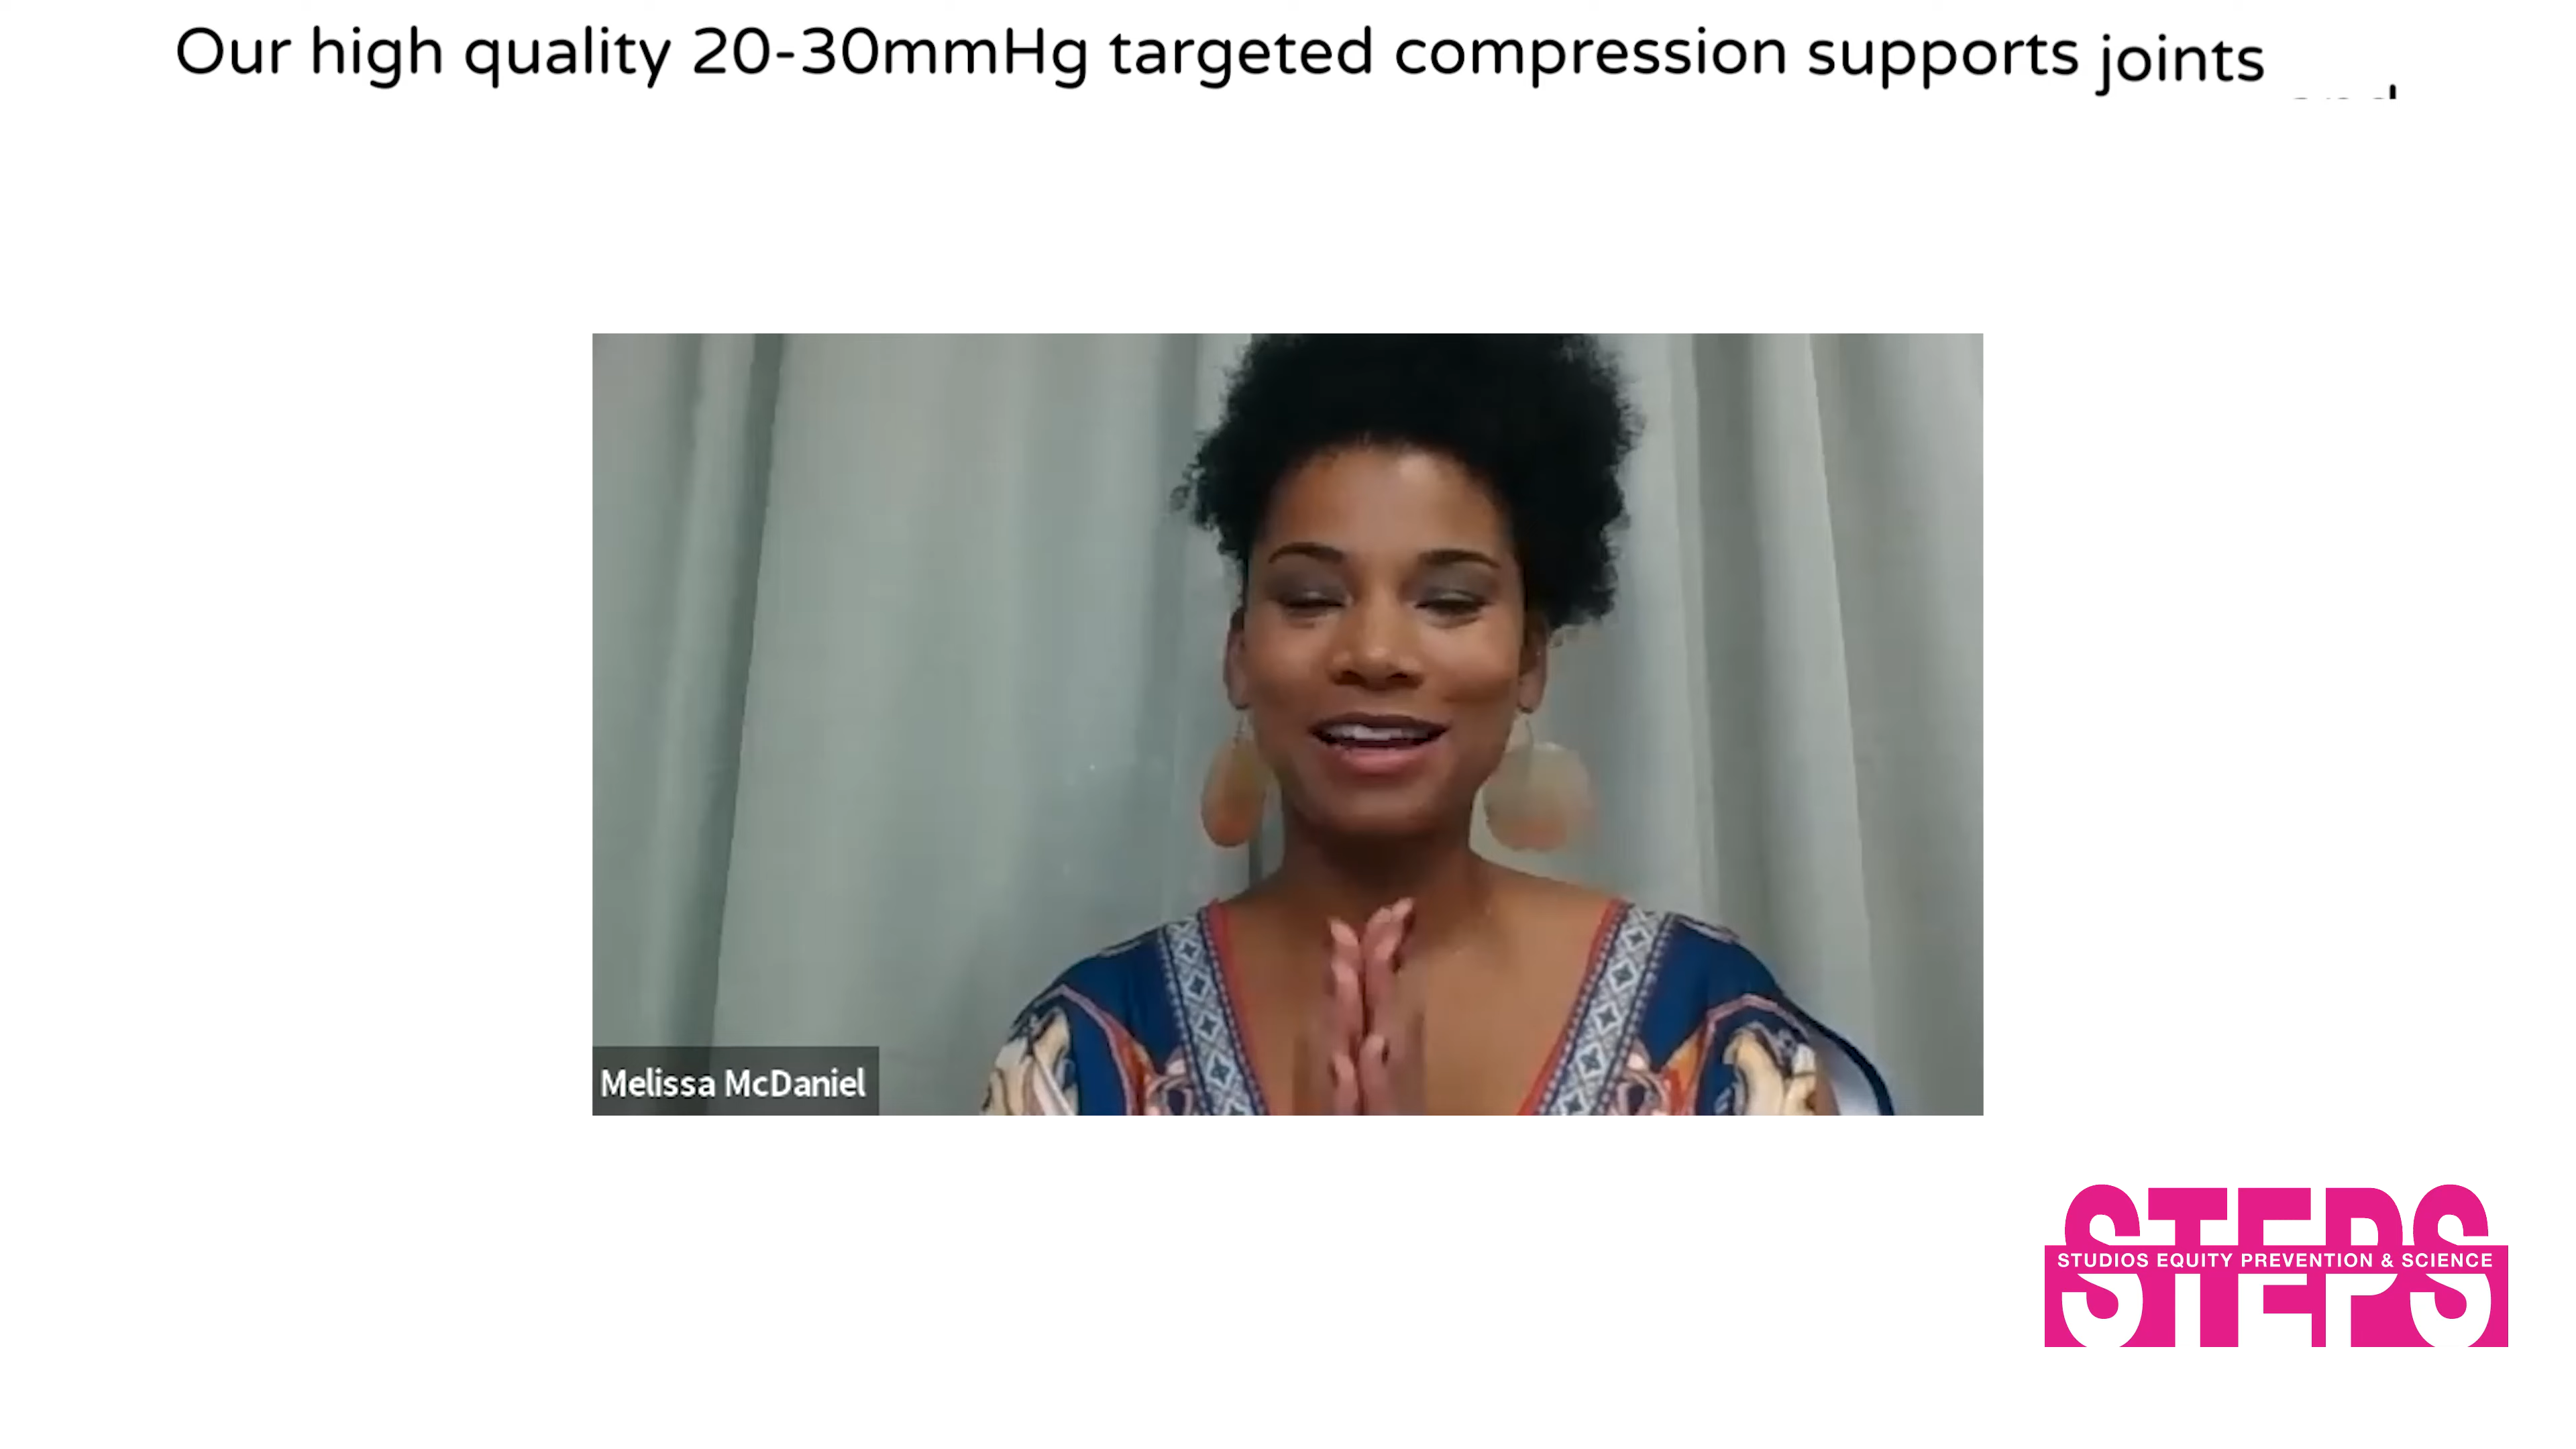 Our high quality 20-30mmHg targeted compression supports joints
Melissa McDaniel
STEPS
STUDIOS EQUITY PREVENTION & SCIENCE